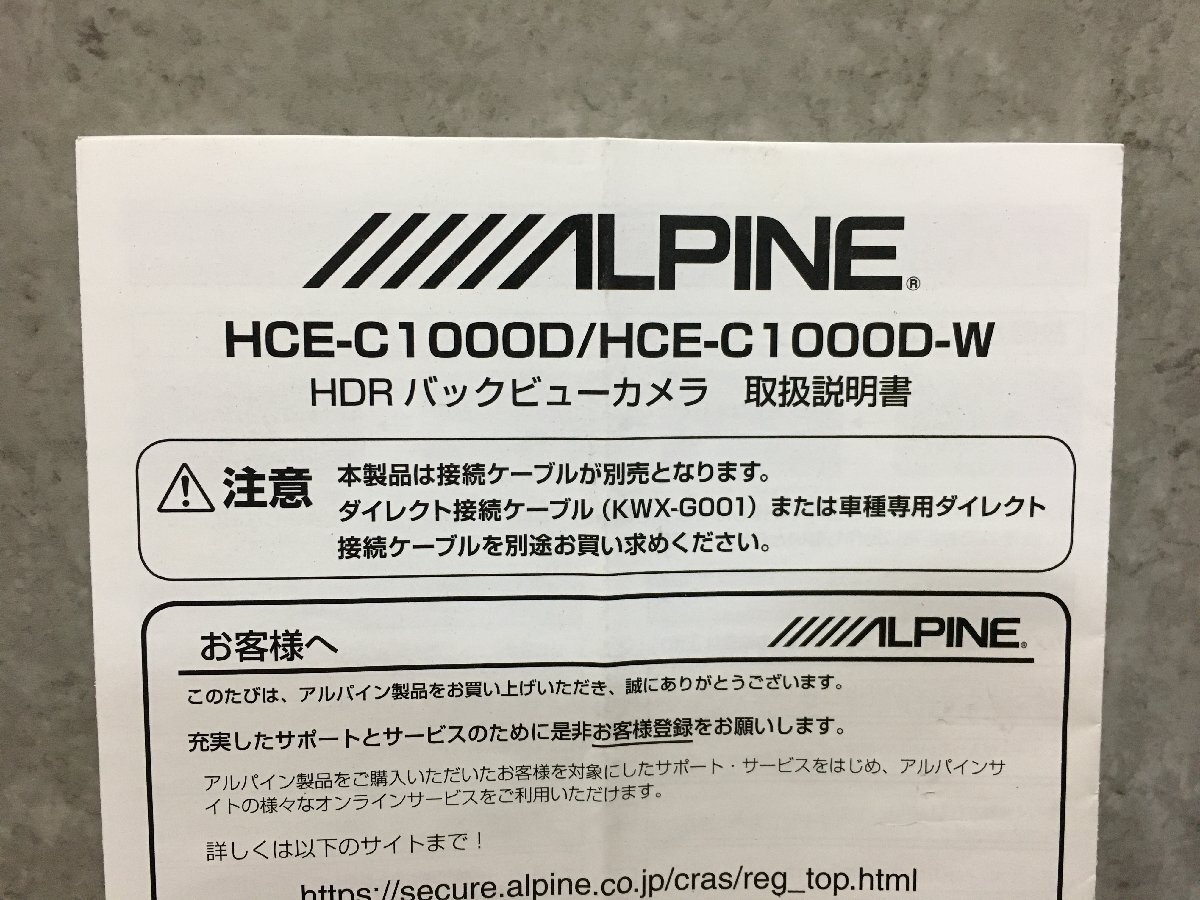 ALPINE®
HCE-C1000D/HCE-C1000D-W
HDR バックビューカメラ 取扱説明書
注意
本製品は接続ケーブルが別売となります。
ダイレクト接続ケーブル (KWX-G001) または車種専用ダイレクト
接続ケーブルを別途お買い求めください。
お客様へ
ALPINE®
このたびは、アルパイン製品をお買い上げいただき、誠にありがとうございます。
充実したサポートとサービスのために是非お客様登録をお願いします。
アルパイン製品をご購入いただいたお客様を対象にしたサポート・サービスをはじめ、アルパインサ
イトの様々なオンラインサービスをご利用いただけます。
詳しくは以下のサイトまで！
https://secure.alpine.co.jp/cras/reg_top.html